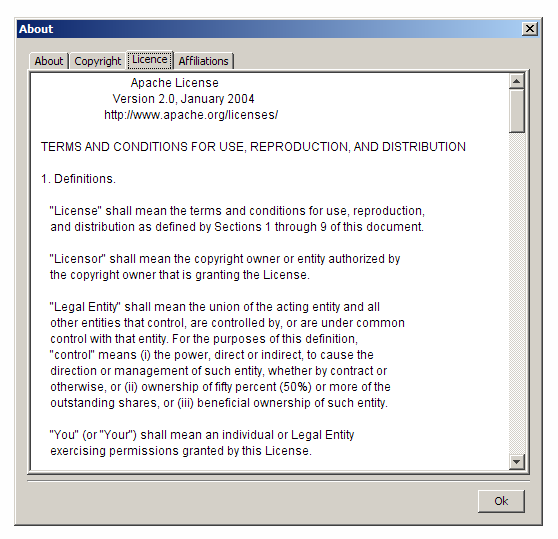 About
About Copyright Licence Affiliations
Apache License
Version 2.0, January 2004
http://www.apache.org/licenses/
TERMS AND CONDITIONS FOR USE, REPRODUCTION, AND DISTRIBUTION
1. Definitions.
"License" shall mean the terms and conditions for use, reproduction,
and distribution as defined by Sections 1 through 9 of this document.
"Licensor" shall mean the copyright owner or entity authorized by
the copyright owner that is granting the License.
"Legal Entity" shall mean the union of the acting entity and all
other entities that control, are controlled by, or are under common
control with that entity. For the purposes of this definition,
"control" means (i) the power, direct or indirect, to cause the
direction or management of such entity, whether by contract or
otherwise, or (ii) ownership of fifty percent (50%) or more of the
outstanding shares, or (iii) beneficial ownership of such entity.
"You" (or "Your") shall mean an individual or Legal Entity
exercising permissions granted by this License.
Ok